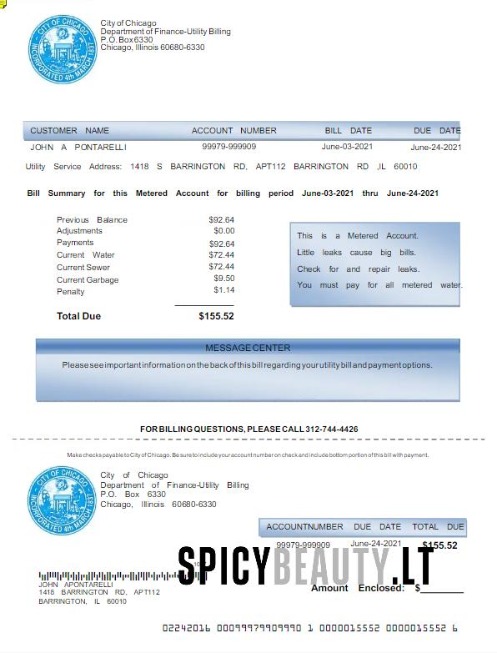 CITY OF CHICAGO
INCORPORATED 4th MARCH 1837
City of Chicago
Department of Finance-Utility Billing
P.O. Box6330
Chicago, Illinois 60680-6330
CUSTOMER NAME ACCOUNT NUMBER BILL DATE DUE DATE
JOHN A PONTARELLI 99979-999909 June-03-2021 June-24-2021
Utility Service Address: 1418 S BARRINGTON RD, APT112 BARRINGTON RD ,IL 60010
Bill Summary for this Metered Account for billing period June-03-2021 thru June-24-2021
Previous Balance $92.64
Adjustments $0.00
Payments $92.64
Current Water $72.44
Current Sewer $72.44
Current Garbage $9.50
Penalty $1.14
Total Due $155.52
This is a Metered Account.
Little leaks cause big bills.
Check for and repair leaks.
You must pay for all metered water.
MESSAGE CENTER
Please see important information on the back of this bill regarding your utility bill and payment options.
FOR BILLING QUESTIONS, PLEASE CALL 312-744-4426
Make checks payable to City of Chicago. Be sure to include your account number on check and include bottom portion of this bill with payment.
CITY OF CHICAGO
INCORPORATED 4th MARCH 1837
City of Chicago
Department of Finance-Utility Billing
P.O. Box 6330
Chicago, Illinois 60680-6330
ACCOUNTNUMBER DUE DATE TOTAL DUE
99979-999909 June-24-2021 $155.52
SPICYBEAUTY.LT
Amount Enclosed: $
JOHN APONTARELLI
1418 BARRINGTON RD, APT112
BARRINGTON, IL 60010
02242016 00099979909990 1 0000015552 0000015552 6